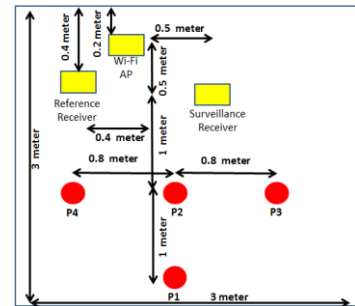 0.4 meter
0.2 meter
0.5 meter
Wi-Fi
AP
0.5 meter
Reference
Receiver
Surveillance
Receiver
3 meter
0.4 meter
1 meter
0.8 meter
0.8 meter
P4
P2
P3
1 meter
P1
3 meter